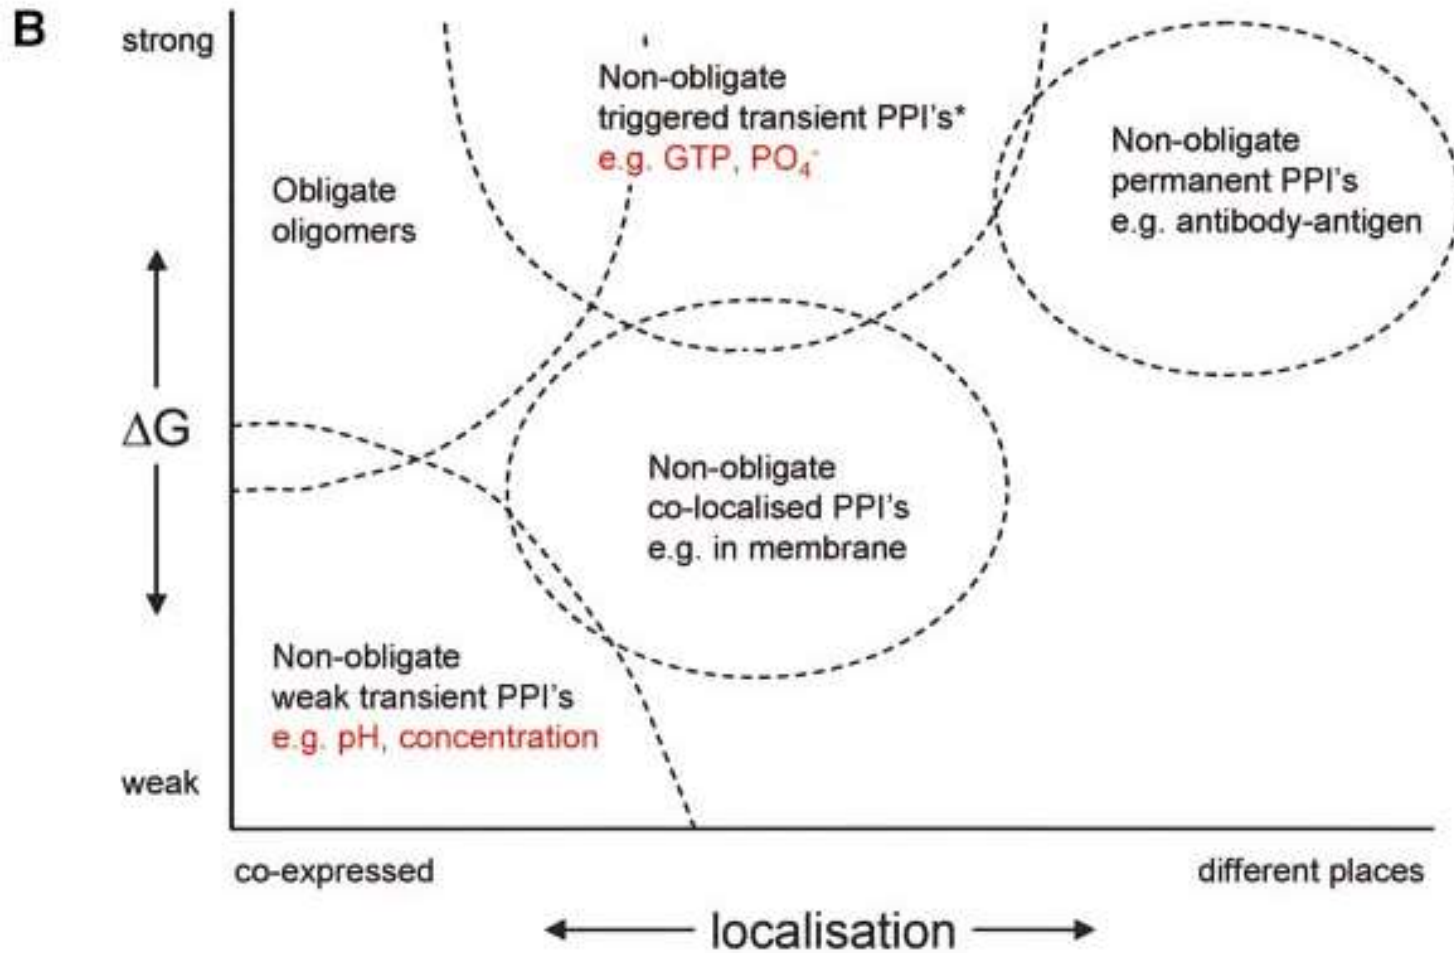 B
strong
Non-obligate
triggered transient PPI's*
e.g. GTP, PO₄⁻
Non-obligate
permanent PPI's
e.g. antibody-antigen
Obligate
oligomers
ΔG
Non-obligate
co-localised PPI's
e.g. in membrane
Non-obligate
weak transient PPI's
e.g. pH, concentration
weak
co-expressed
different places
localisation